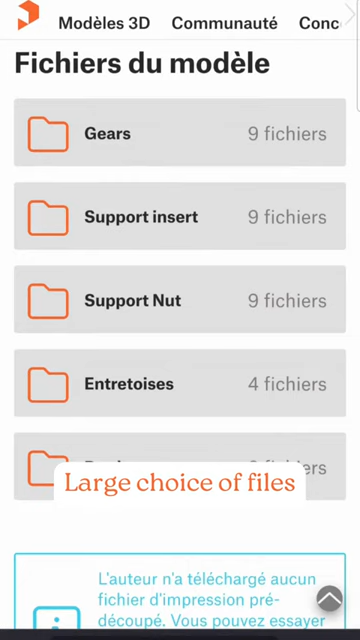 Modèles 3D Communauté Conc
Fichiers du modèle
Gears 9 fichiers
Support insert 9 fichiers
Support Nut 9 fichiers
Entretoises 4 fichiers
Large choice of files
L'auteur n'a téléchargé aucun
fichier d'impression pré-
découpé. Vous pouvez essayer